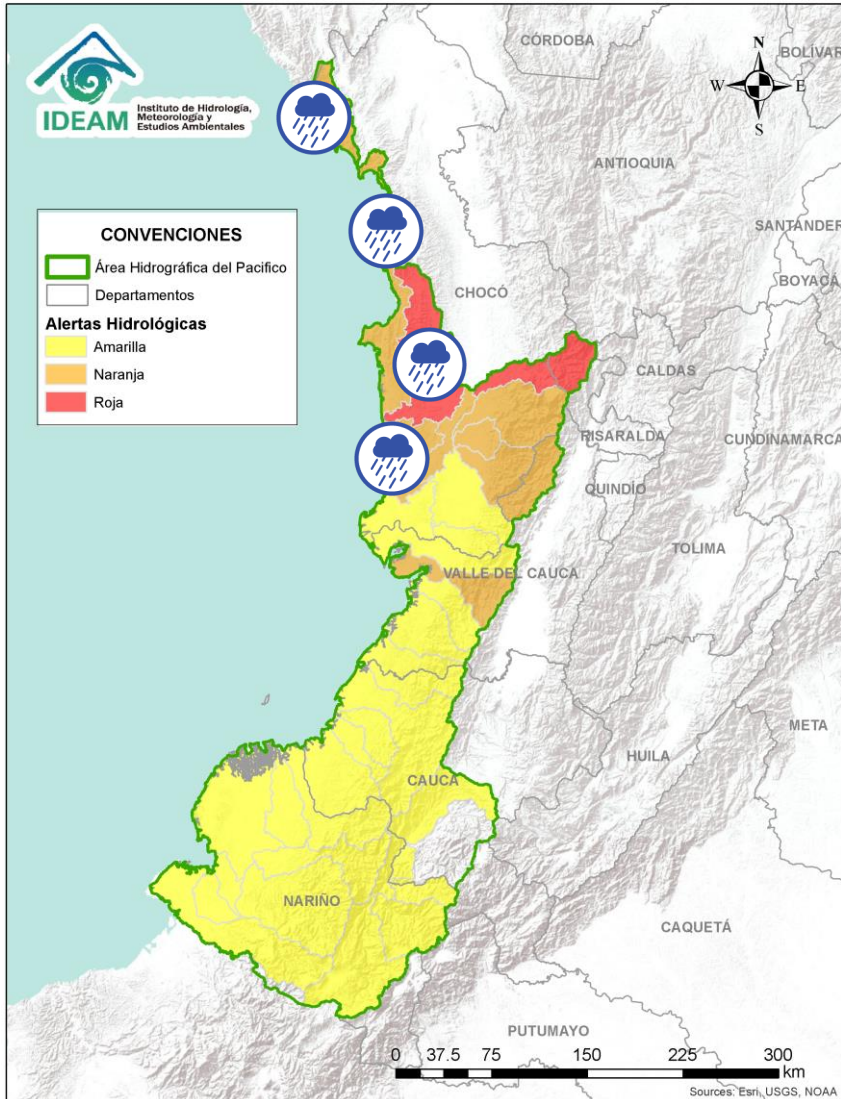 IDEAM
Instituto de Hidrología,
Meteorología y
Estudios Ambientales
CÓRDOBA
BOLÍVAR
N
W
E
S
ANTIOQUIA
SANTANDER
BOYACÁ
CONVENCIONES
Área Hidrográfica del Pacifico
Departamentos
Alertas Hidrológicas
Amarilla
Naranja
Roja
CHOCÓ
CALDAS
RISARALDA
CUNDINAMARCA
QUINDÍO
TOLIMA
VALLE DEL CAUCA
META
HUILA
CAUCA
NARIÑO
CAQUETÁ
PUTUMAYO
0 37.5 75 150 225 300
km
Sources: Esri, USGS, NOAA